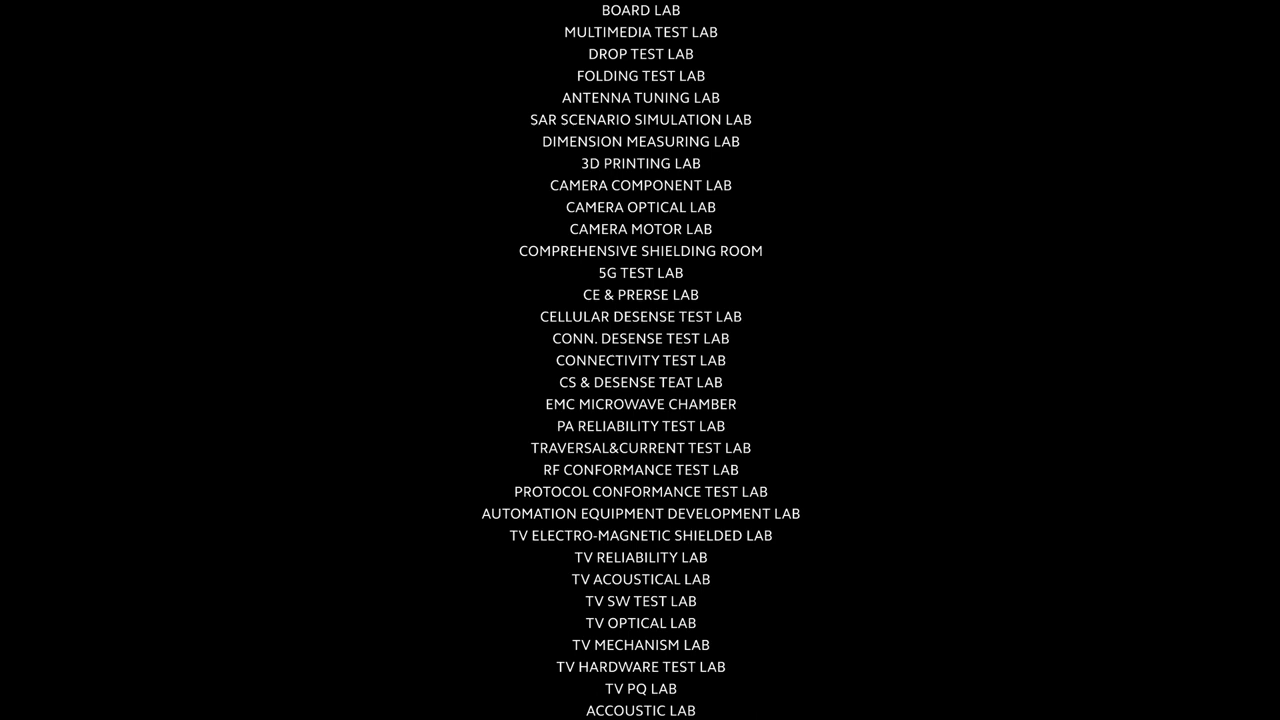 BOARD LAB
MULTIMEDIA TEST LAB
DROP TEST LAB
FOLDING TEST LAB
ANTENNA TUNING LAB
SAR SCENARIO SIMULATION LAB
DIMENSION MEASURING LAB
3D PRINTING LAB
CAMERA COMPONENT LAB
CAMERA OPTICAL LAB
CAMERA MOTOR LAB
COMPREHENSIVE SHIELDING ROOM
5G TEST LAB
CE & PRERSE LAB
CELLULAR DESENSE TEST LAB
CONN. DESENSE TEST LAB
CONNECTIVITY TEST LAB
CS & DESENSE TEAT LAB
EMC MICROWAVE CHAMBER
PA RELIABILITY TEST LAB
TRAVERSAL&CURRENT TEST LAB
RF CONFORMANCE TEST LAB
PROTOCOL CONFORMANCE TEST LAB
AUTOMATION EQUIPMENT DEVELOPMENT LAB
TV ELECTRO-MAGNETIC SHIELDED LAB
TV RELIABILITY LAB
TV ACOUSTICAL LAB
TV SW TEST LAB
TV OPTICAL LAB
TV MECHANISM LAB
TV HARDWARE TEST LAB
TV PQ LAB
ACCOUSTIC LAB